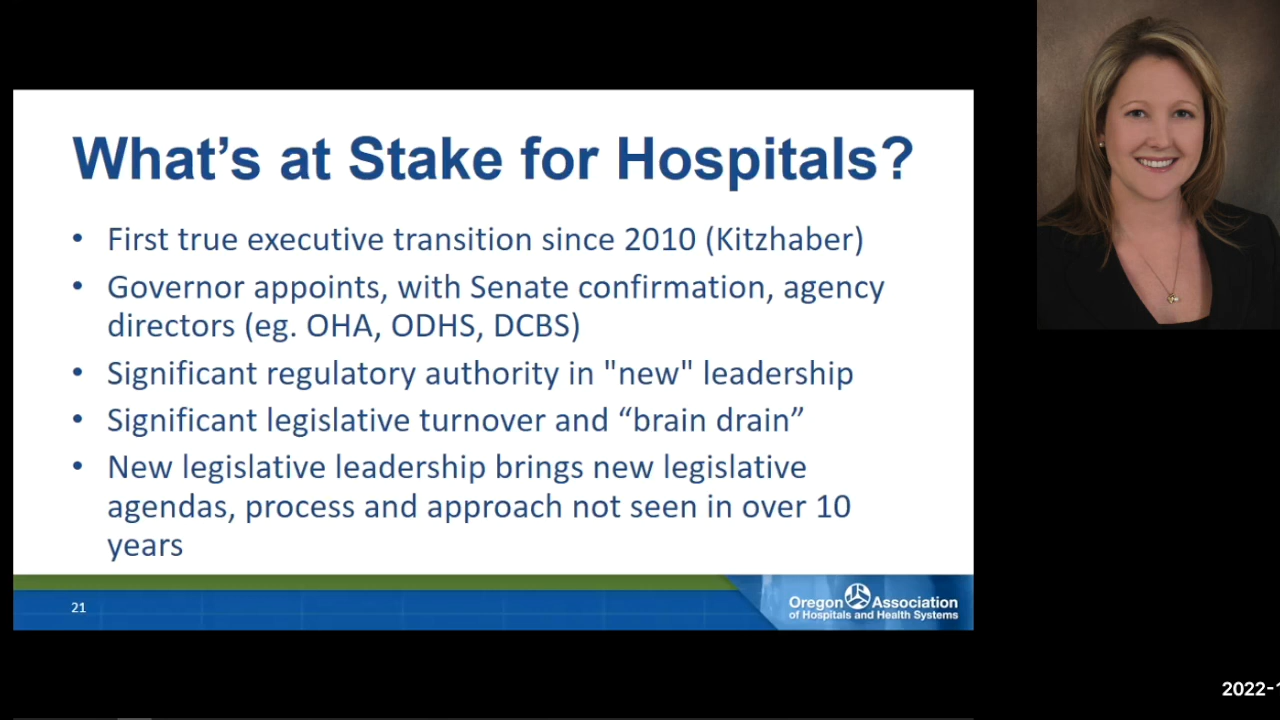 What’s at Stake for Hospitals?
• First true executive transition since 2010 (Kitzhaber)
• Governor appoints, with Senate confirmation, agency
directors (eg. OHA, ODHS, DCBS)
• Significant regulatory authority in "new" leadership
• Significant legislative turnover and “brain drain”
• New legislative leadership brings new legislative
agendas, process and approach not seen in over 10
years
21
Oregon Association
of Hospitals and Health Systems
2022-1